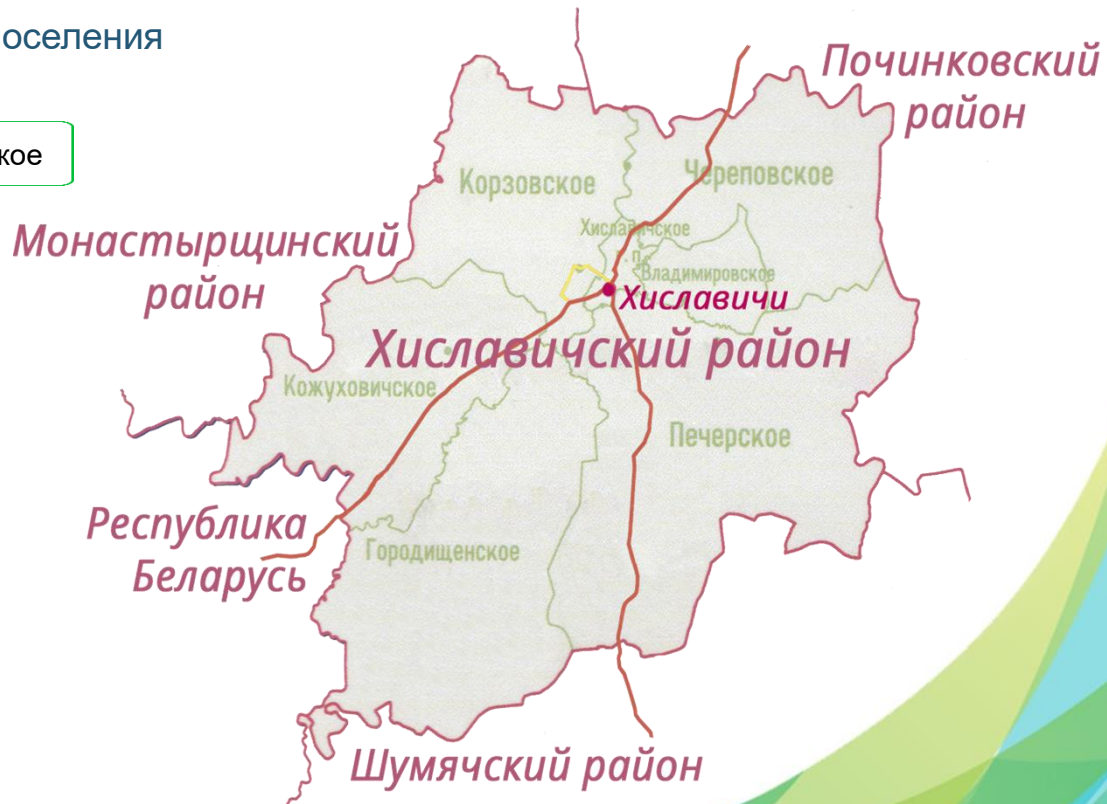 оселения
Починковский
район
кое
Корзовское
Череповское
Хиславичское
Монастырщинский
район
г.п.
Владимировское
Хиславичи
Хиславичский район
Кожуховичское
Печерское
Республика
Беларусь
Городищенское
Шумячский район